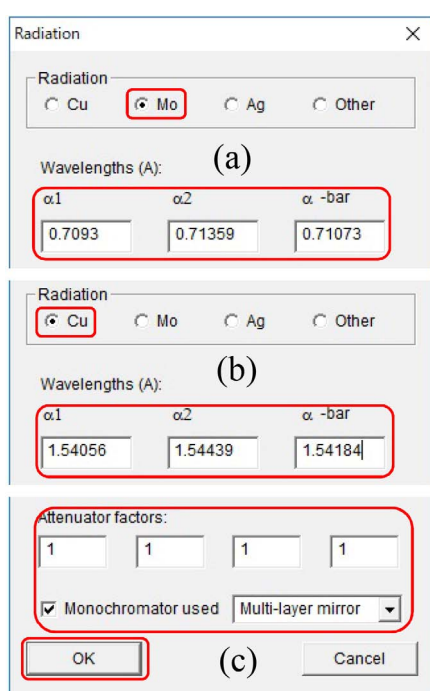 Radiation
Radiation
Cu Mo Ag Other
(a)
Wavelengths (A):
α1 α2 α -bar
0.7093 0.71359 0.71073
Radiation
Cu Mo Ag Other
(b)
Wavelengths (A):
α1 α2 α -bar
1.54056 1.54439 1.54184
Attenuator factors:
1 1 1 1
Monochromator used Multi-layer mirror
OK (c) Cancel